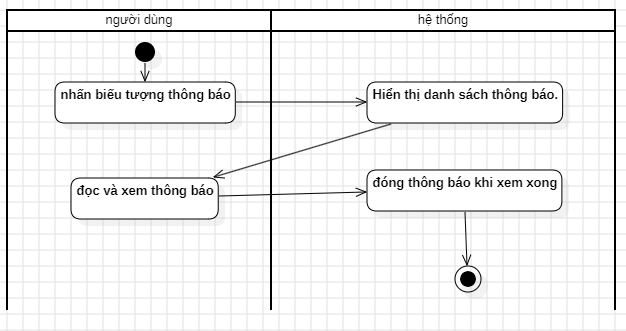 người dùng
hệ thống
nhấn biểu tượng thông báo
Hiển thị danh sách thông báo.
đọc và xem thông báo
đóng thông báo khi xem xong